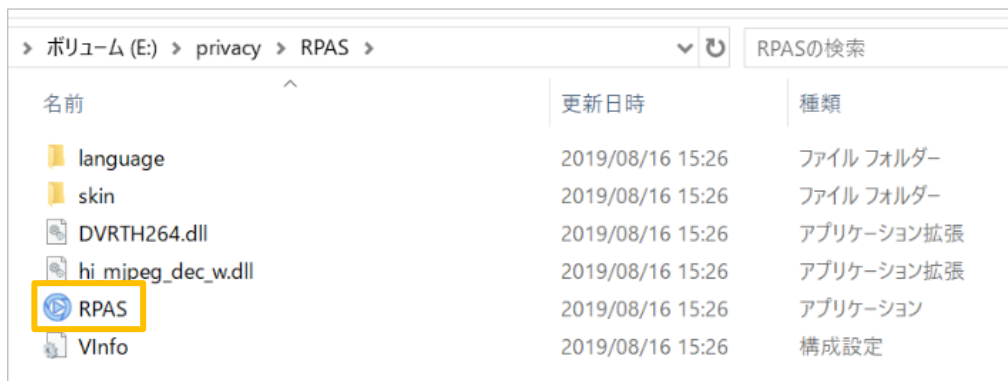 ボリューム (E:) privacy RPAS RPASの検索
名前 更新日時 種類
language 2019/08/16 15:26 ファイル フォルダー
skin 2019/08/16 15:26 ファイル フォルダー
DVRTH264.dll 2019/08/16 15:26 アプリケーション拡張
hi_mjpeg_dec_w.dll 2019/08/16 15:26 アプリケーション拡張
RPAS 2019/08/16 15:26 アプリケーション
VInfo 2019/08/16 15:26 構成設定